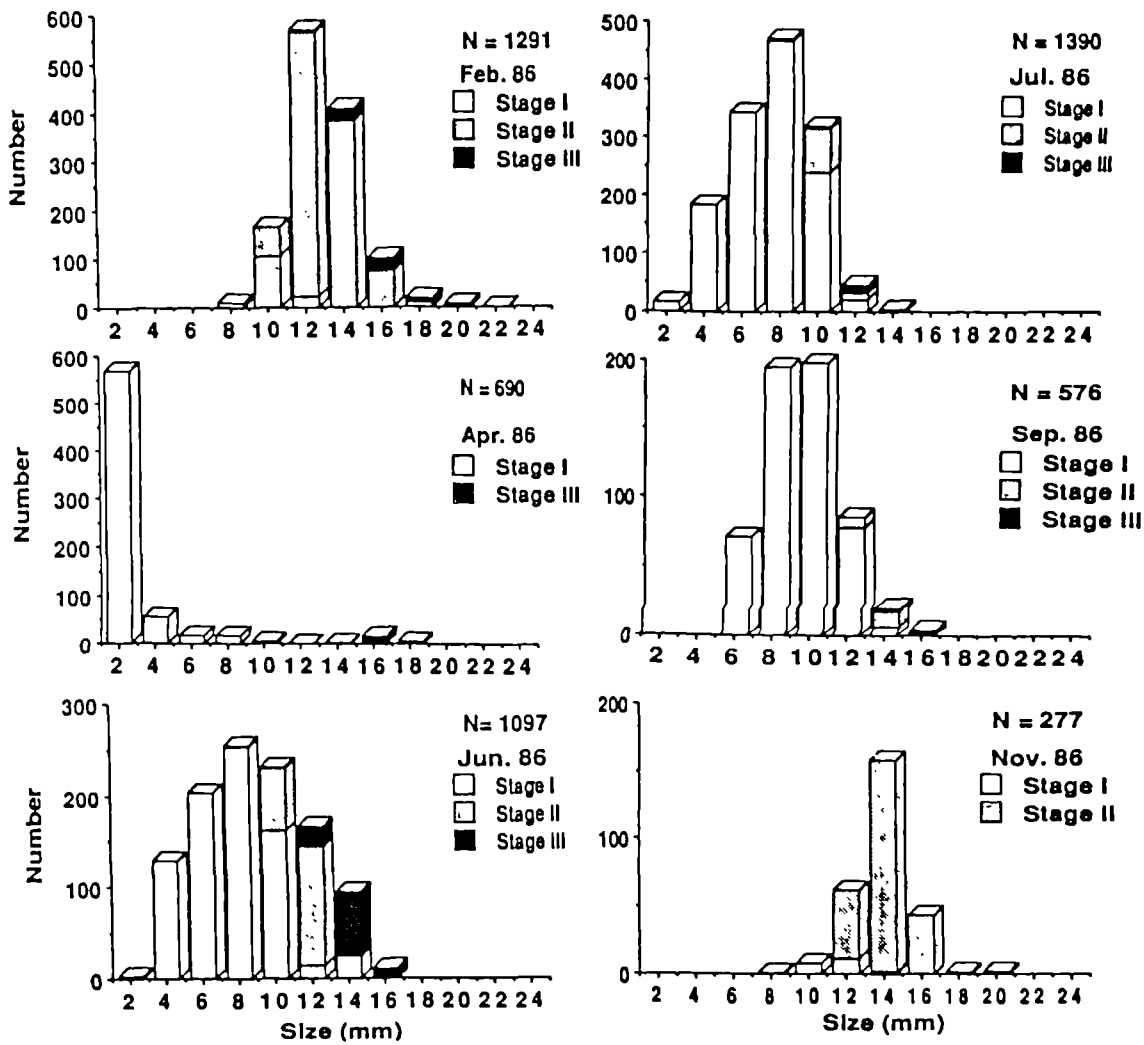 N = 1291
Feb. 86
Stage I
Stage II
Stage III
Number
600
500
400
300
200
100
0
2 4 6 8 10 12 14 16 18 20 22 24
N = 1390
Jul. 86
Stage I
Stage II
Stage III
500
400
300
200
100
0
2 4 6 8 10 12 14 16 18 20 22 24
N = 690
Apr. 86
Stage I
Stage III
Number
600
500
400
300
200
100
0
2 4 6 8 10 12 14 16 18 20 22 24
N = 576
Sep. 86
Stage I
Stage II
Stage III
200
100
0
2 4 6 8 10 12 14 16 18 20 22 24
N= 1097
Jun. 86
Stage I
Stage II
Stage III
Number
300
200
100
0
2 4 6 8 10 12 14 16 18 20 22 24
Size (mm)
N = 277
Nov. 86
Stage I
Stage II
200
100
0
2 4 6 8 10 12 14 16 18 20 22 24
Size (mm)